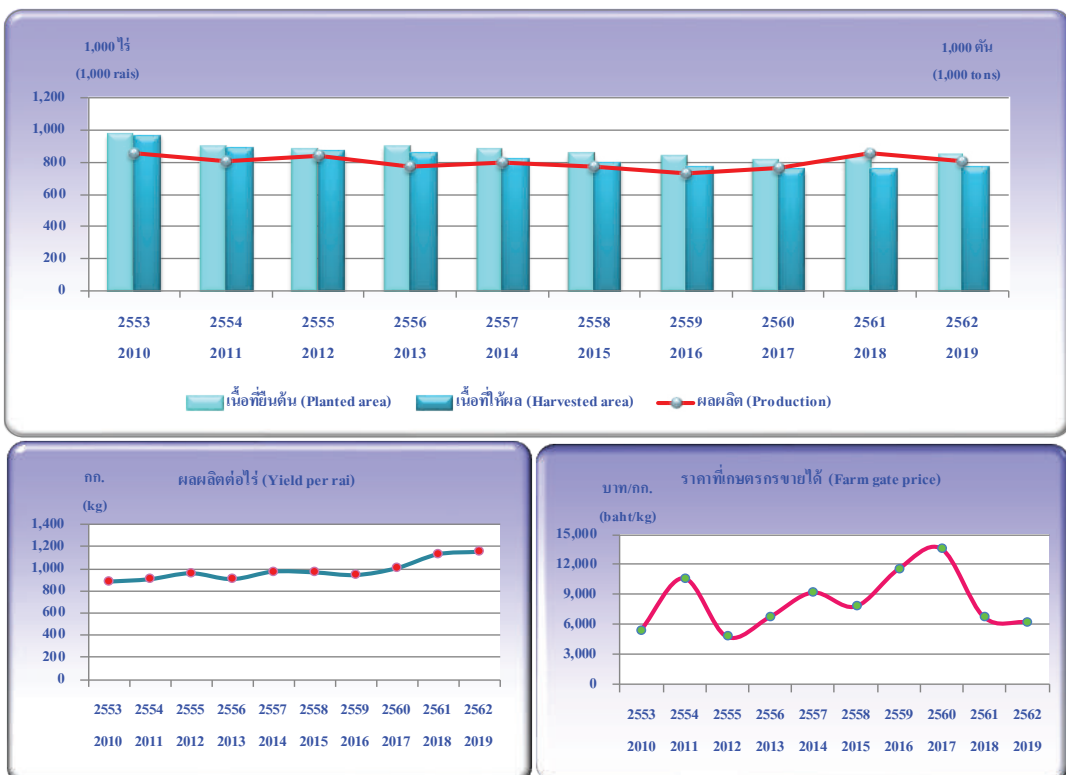 1,000 ไร่
(1,000 rais)
1,000 ตัน
(1,000 tons)
1,200
1,000
800
600
400
200
0
2553 2554 2555 2556 2557 2558 2559 2560 2561 2562
2010 2011 2012 2013 2014 2015 2016 2017 2018 2019
เนื้อที่ยืนต้น (Planted area) เนื้อที่ให้ผล (Harvested area) ผลผลิต (Production)
กก.
(kg)
ผลผลิตต่อไร่ (Yield per rai)
1,400
1,200
1,000
800
600
400
200
0
2553 2554 2555 2556 2557 2558 2559 2560 2561 2562
2010 2011 2012 2013 2014 2015 2016 2017 2018 2019
บาท/กก.
(baht/kg)
ราคาที่เกษตรกรขายได้ (Farm gate price)
15,000
12,000
9,000
6,000
3,000
0
2553 2554 2555 2556 2557 2558 2559 2560 2561 2562
2010 2011 2012 2013 2014 2015 2016 2017 2018 2019